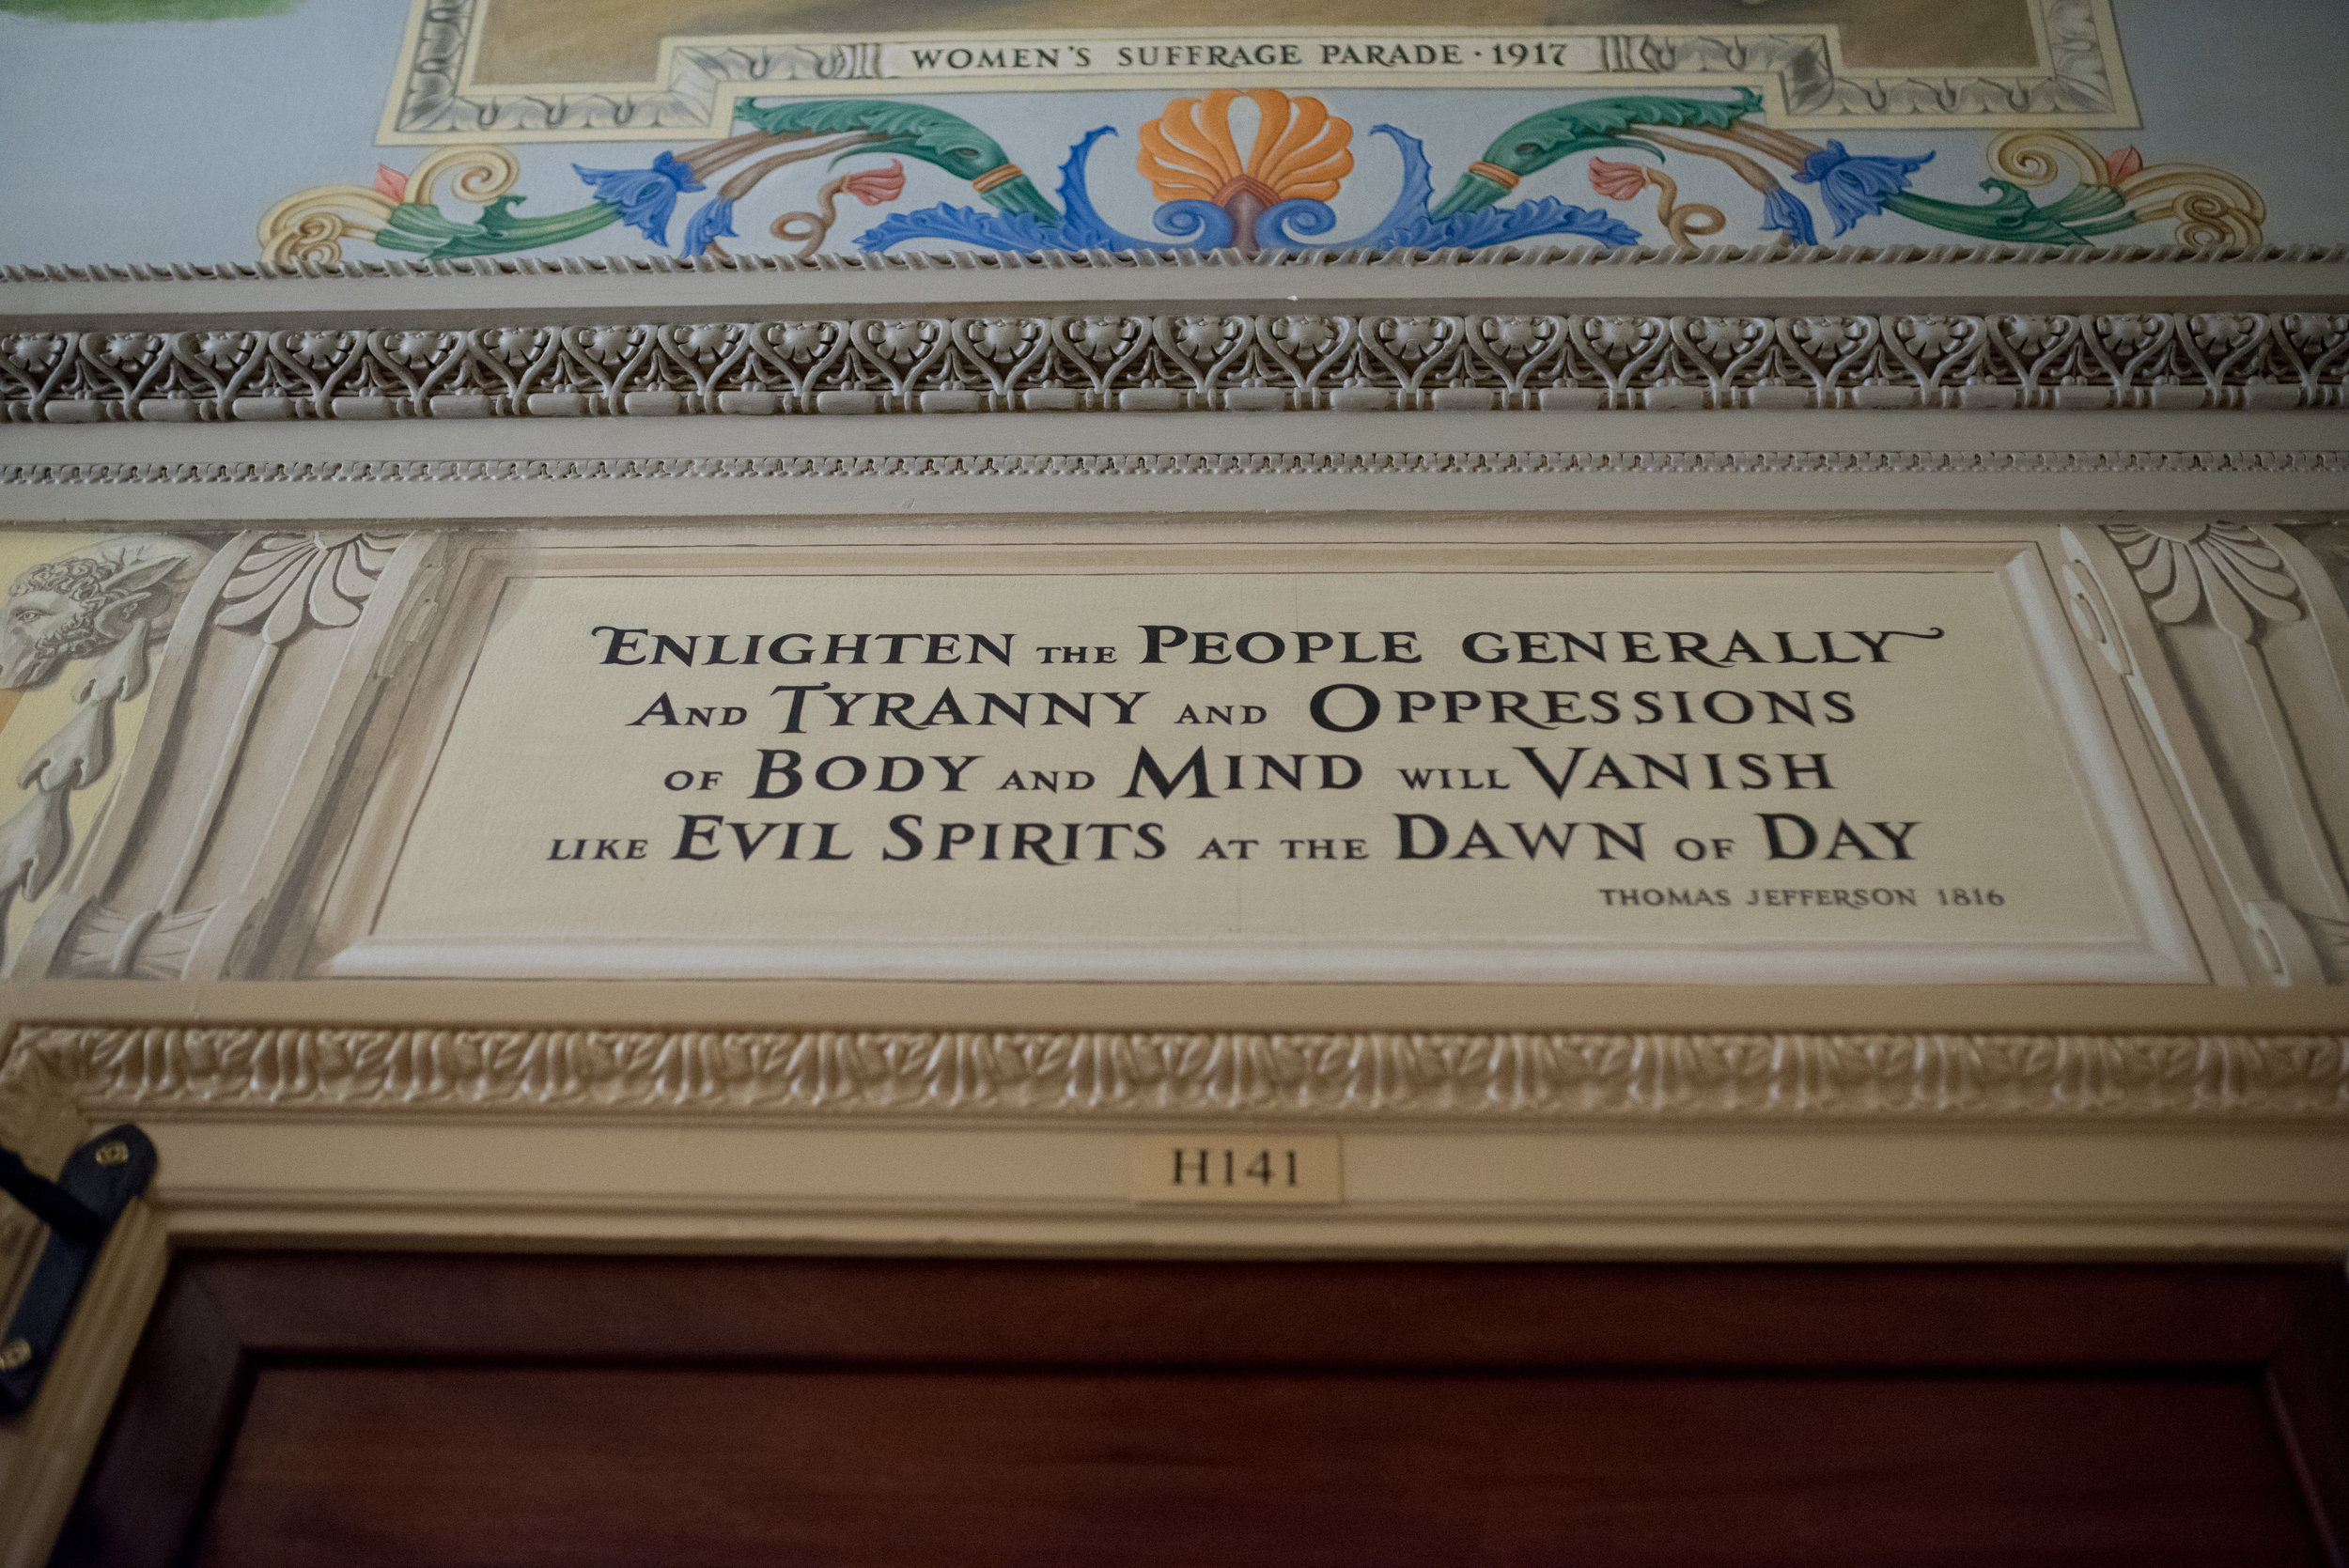 WOMEN'S SUFFRAGE PARADE · 1917
ENLIGHTEN THE PEOPLE GENERALLY
AND TYRANNY AND OPPRESSIONS
OF BODY AND MIND WILL VANISH
LIKE EVIL SPIRITS AT THE DAWN OF DAY
THOMAS JEFFERSON 1816
H141